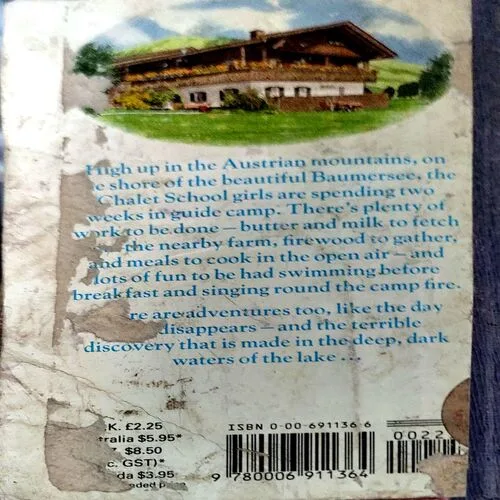 High up in the Austrian mountains, on
e shore of the beautiful Baumersee, the
Chalet School girls are spending two
weeks in guide camp. There's plenty of
work to be done – butter and milk to fetch
the nearby farm, firewood to gather,
and meals to cook in the open air – and
lots of fun to be had swimming before
breakfast and singing round the camp fire.
re are adventures too, like the day
disappears – and the terrible
discovery that is made in the deep, dark
waters of the lake ...
K. £2.25
tralia $5.95*
$8.50
c. GST)*
da $3.95
nded p
ISBN 0-00-691136 6
0022
9 780006 911364